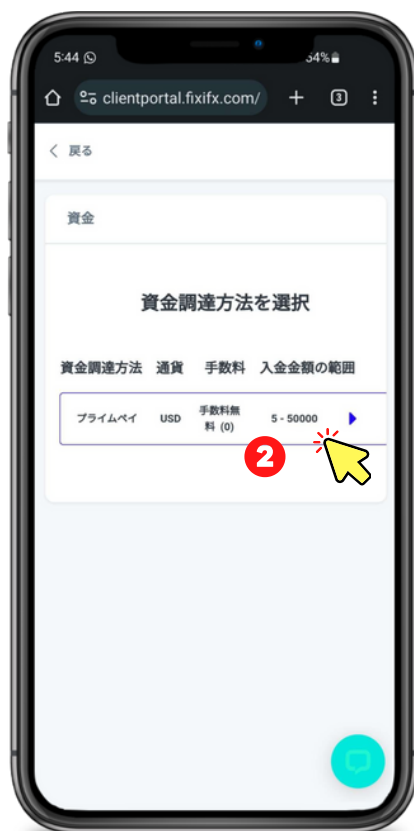 5:44
54%
clientportal.fixifx.com/
3
戻る
資金
資金調達方法を選択
資金調達方法 通貨 手数料 入金金額の範囲
プライムペイ USD 手数料無
料 (0) 5 - 50000
2